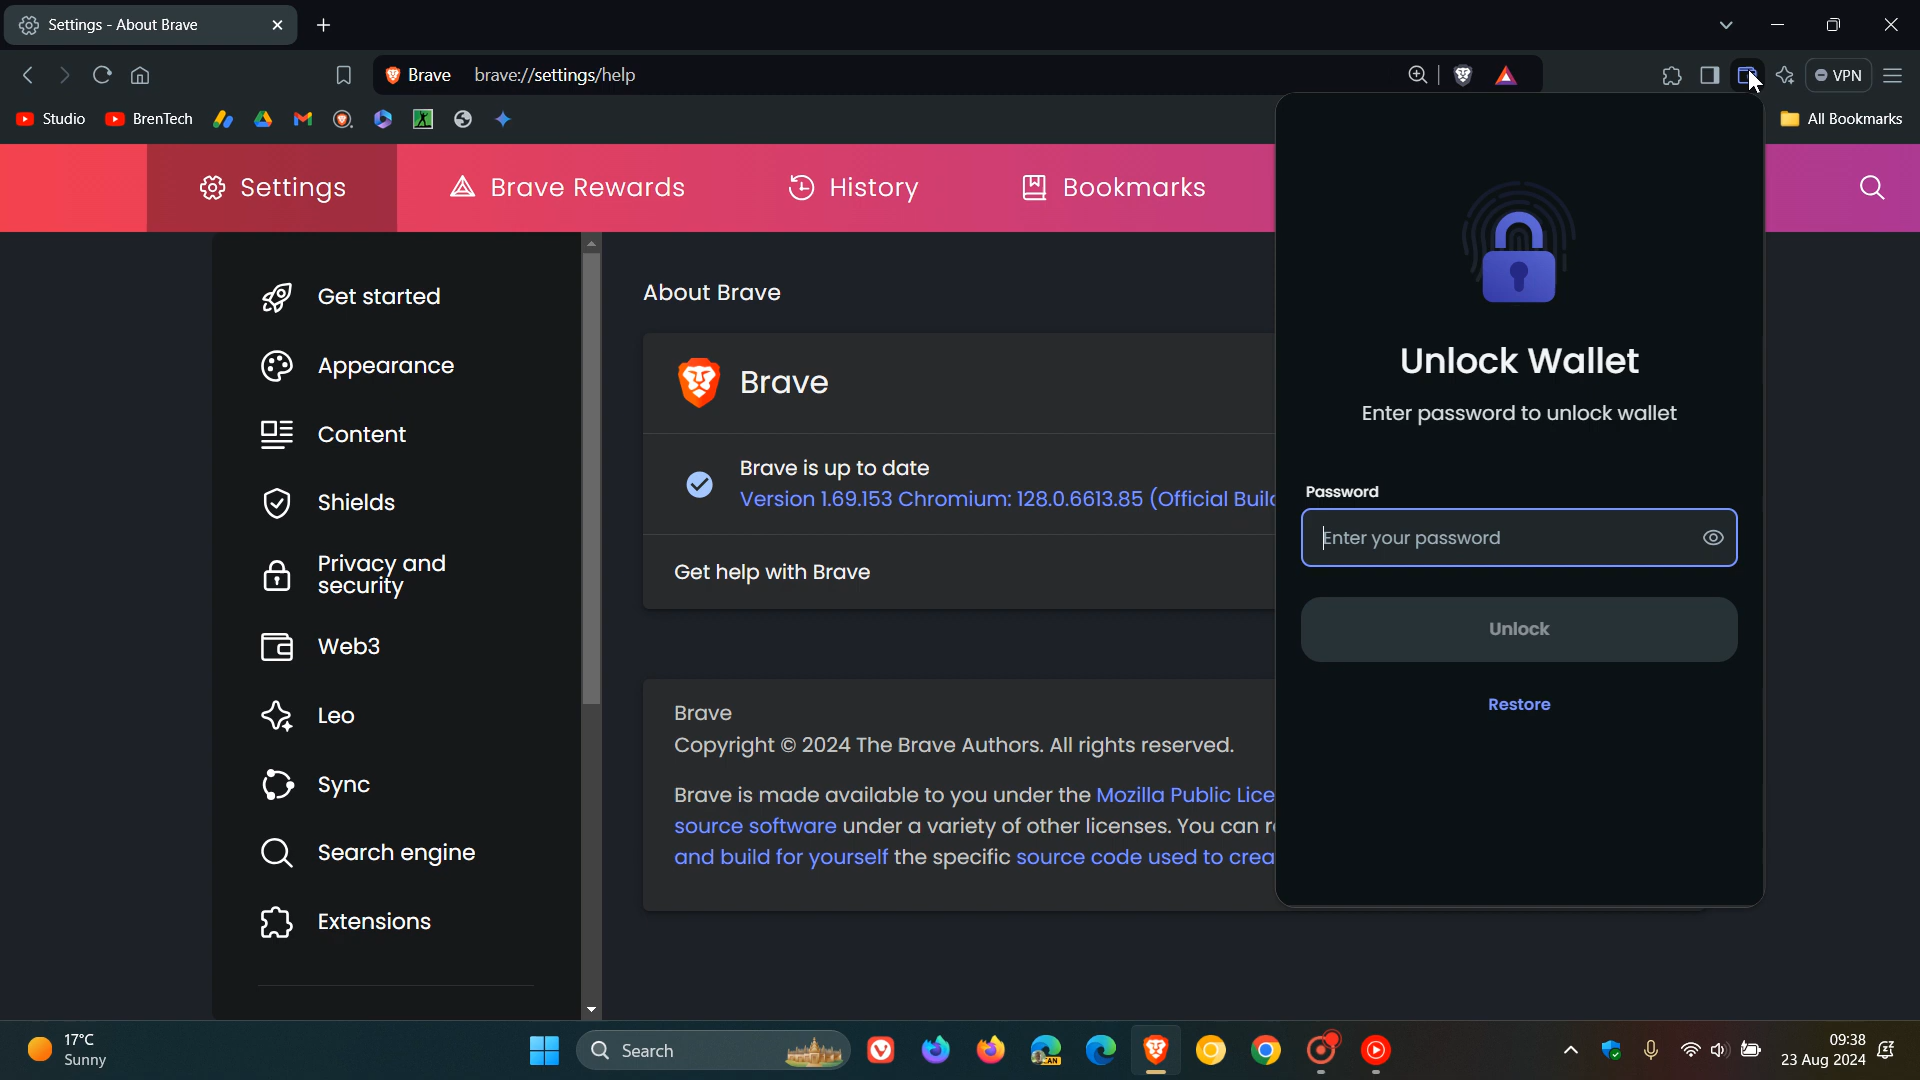 Settings - About Brave
Brave brave://settings/help
VPN
Studio
BrenTech
All Bookmarks
Settings
Brave Rewards
History
Bookmarks
Get started
Appearance
Content
Shields
Privacy and
security
Web3
Leo
Sync
Search engine
Extensions
About Brave
Brave
Brave is up to date
Version 1.69.153 Chromium: 128.0.6613.85 (Official Build
Get help with Brave
Brave
Copyright © 2024 The Brave Authors. All rights reserved.
Brave is made available to you under the Mozilla Public Lice
source software under a variety of other licenses. You can r
and build for yourself the specific source code used to crea
Unlock Wallet
Enter password to unlock wallet
Password
Enter your password
Unlock
Restore
17°C
Sunny
Search
CAN
09:38
23 Aug 2024